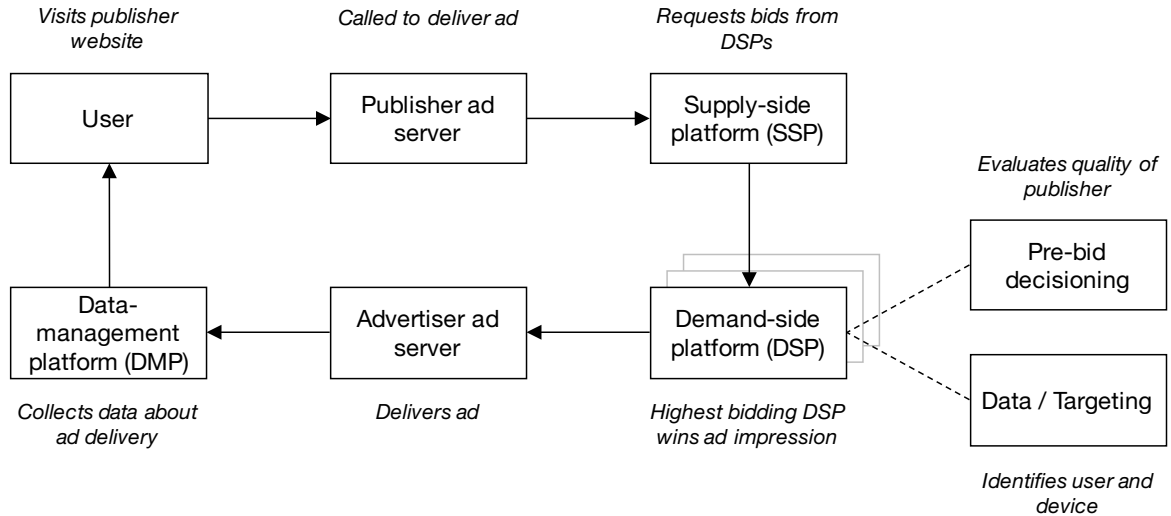 Visits publisher
website
Called to deliver ad
Requests bids from
DSPs
User
Publisher ad
server
Supply-side
platform (SSP)
Evaluates quality of
publisher
Pre-bid
decisioning
Data-
management
platform (DMP)
Advertiser ad
server
Demand-side
platform (DSP)
Data / Targeting
Collects data about
ad delivery
Delivers ad
Highest bidding DSP
wins ad impression
Identifies user and
device